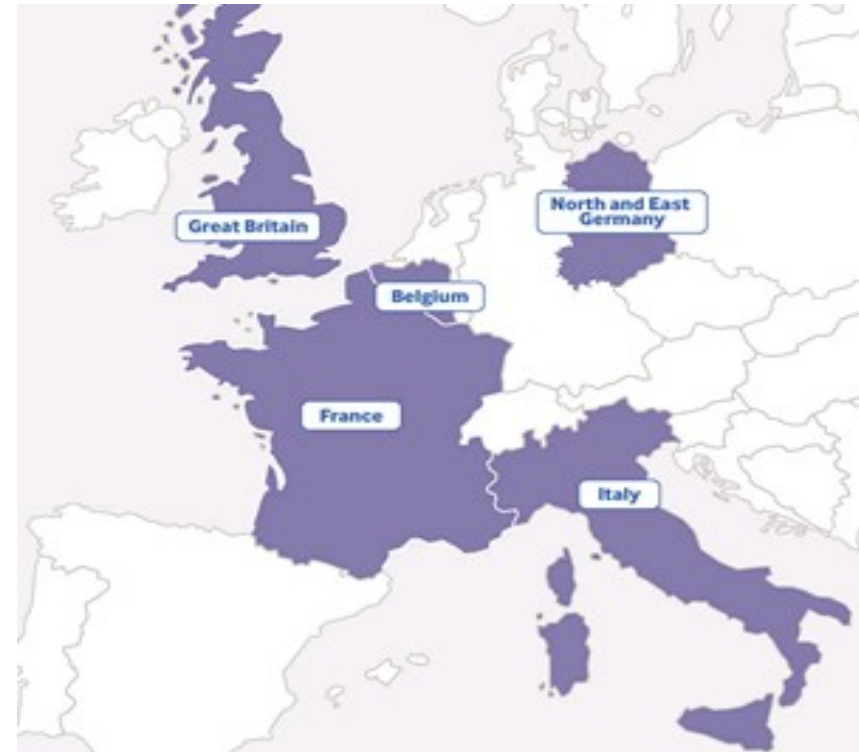 Great Britain
North and East
Germany
Belgium
France
Italy